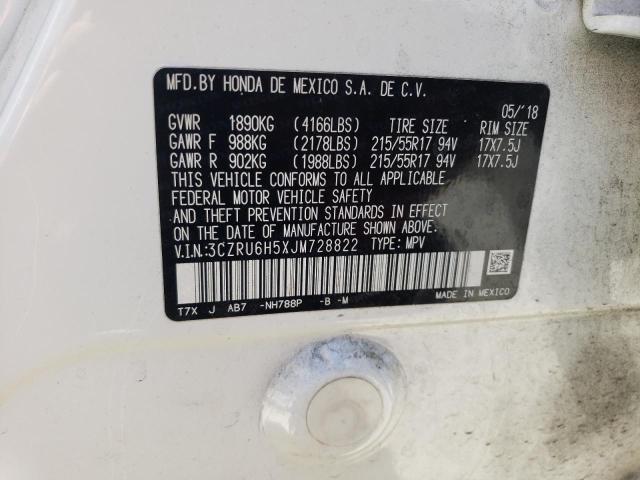 MFD.BY HONDA DE MEXICO S.A. DE C.V.
05/'18
GVWR 1890KG (4166LBS) TIRE SIZE RIM SIZE
GAWR F 988KG (2178LBS) 215/55R17 94V 17X7.5J
GAWR R 902KG (1988LBS) 215/55R17 94V 17X7.5J
THIS VEHICLE CONFORMS TO ALL APPLICABLE
FEDERAL MOTOR VEHICLE SAFETY
AND THEFT PREVENTION STANDARDS IN EFFECT
ON THE DATE OF MANUFACTURE SHOWN ABOVE.
V.I.N.:3CZRU6H5XJM728822 TYPE: MPV
T7X J AB7 -NH788P -B -M MADE IN MEXICO